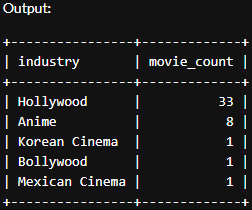 Output:
+----------------+-------------+
| industry       | movie_count |
+----------------+-------------+
| Hollywood      |          33 |
| Anime          |           8 |
| Korean Cinema  |           1 |
| Bollywood      |           1 |
| Mexican Cinema |           1 |
+----------------+-------------+